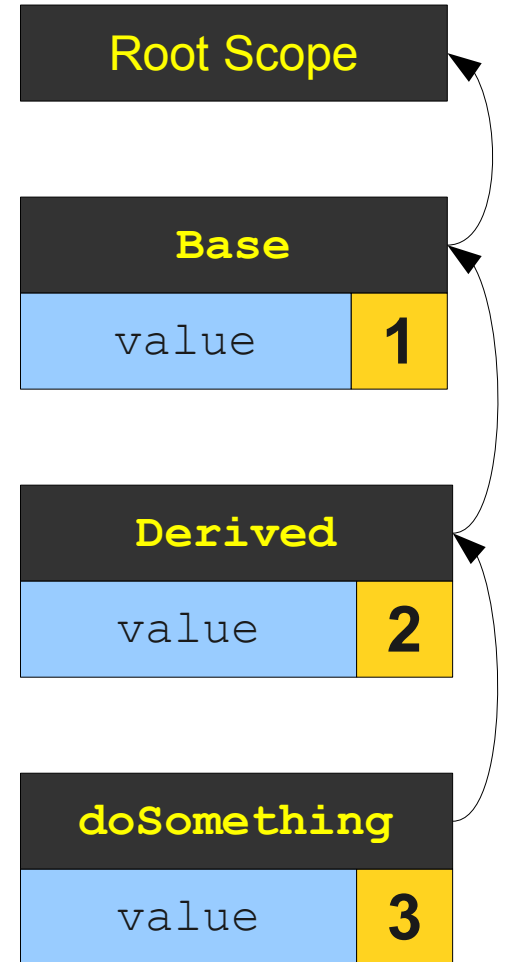 Root Scope
Base
value 1
Derived
value 2
doSomething
value 3